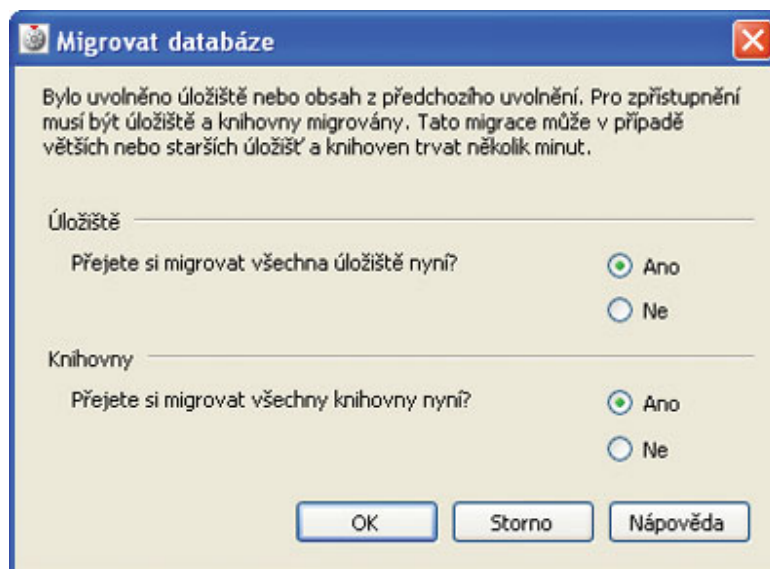 Migrovat databáze
Bylo uvolněno úložiště nebo obsah z předchozího uvolnění. Pro zpřístupnění
musí být úložiště a knihovny migrovány. Tato migrace může v případě
větších nebo starších úložišť a knihoven trvat několik minut.
Úložiště
Přejete si migrovat všechna úložiště nyní?
Ano
Ne
Knihovny
Přejete si migrovat všechny knihovny nyní?
Ano
Ne
OK Storno Nápověda